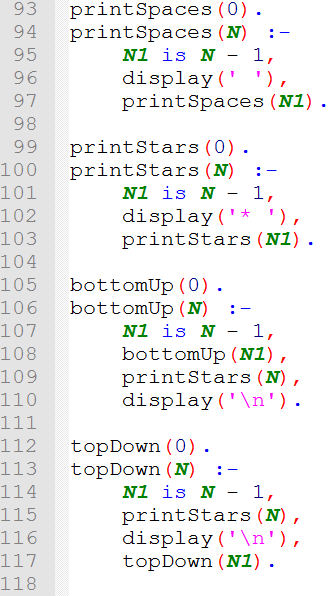 93 printSpaces(0).
94 printSpaces(N) :-
95     N1 is N - 1,
96     display(' '),
97     printSpaces(N1).
98
99 printStars(0).
100 printStars(N) :-
101     N1 is N - 1,
102     display('* '),
103     printStars(N1).
104
105 bottomUp(0).
106 bottomUp(N) :-
107     N1 is N - 1,
108     bottomUp(N1),
109     printStars(N),
110     display('\n').
111
112 topDown(0).
113 topDown(N) :-
114     N1 is N - 1,
115     printStars(N),
116     display('\n'),
117     topDown(N1).
118